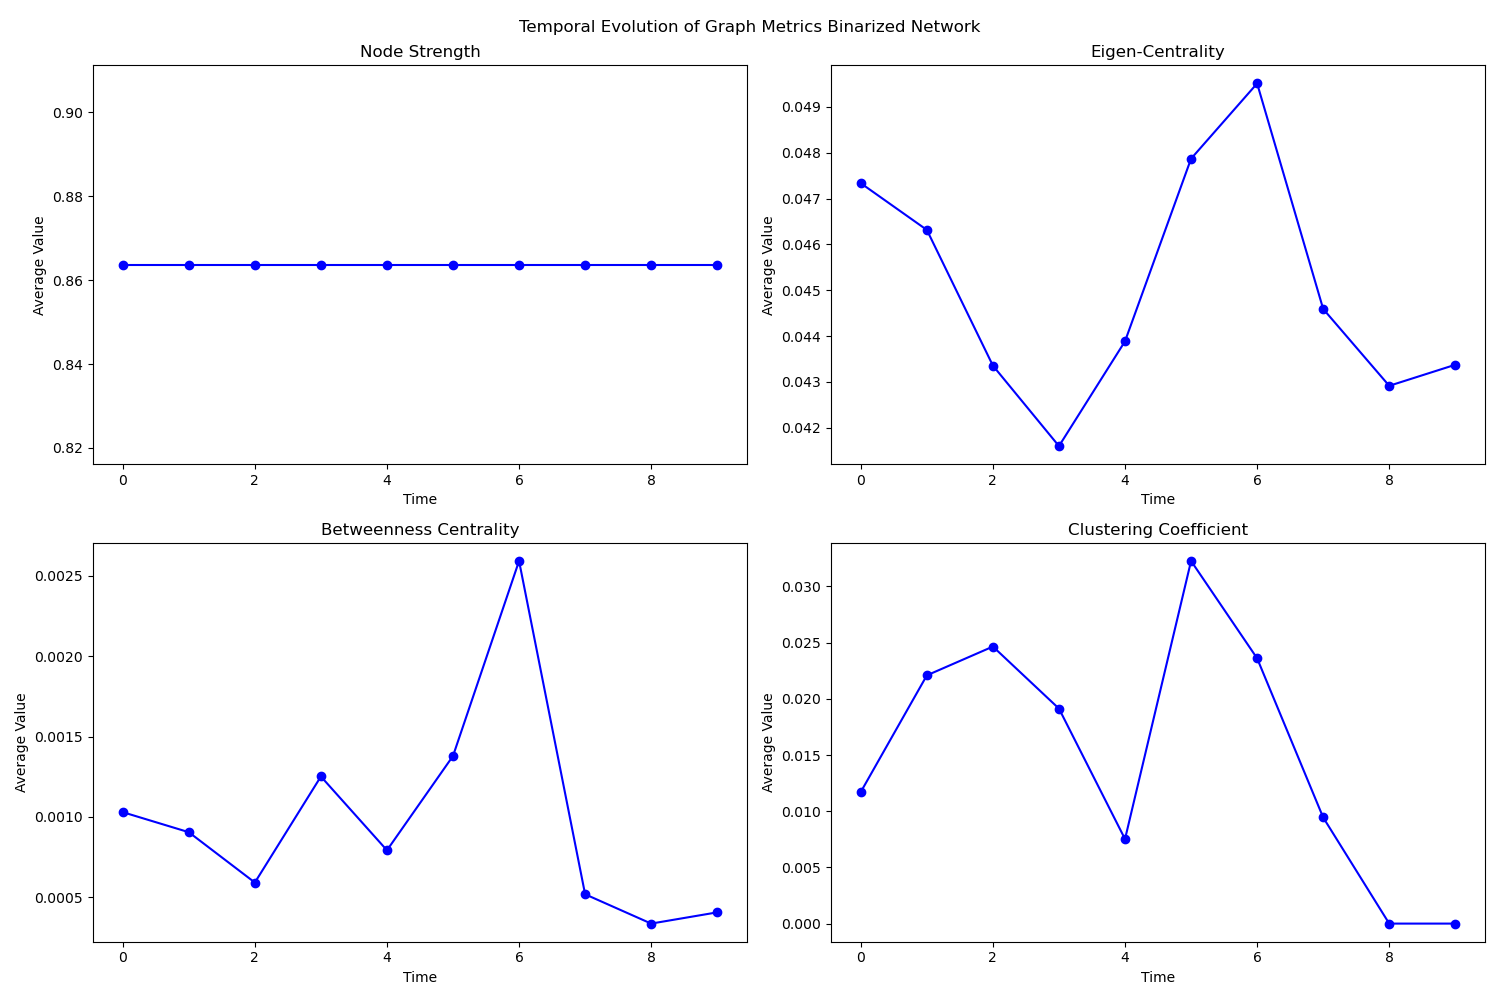 Temporal Evolution of Graph Metrics Binarized Network
Node Strength
Average Value
0.90
0.88
0.86
0.84
0.82
0 2 4 6 8
Time
Eigen-Centrality
Average Value
0.049
0.048
0.047
0.046
0.045
0.044
0.043
0.042
0 2 4 6 8
Time
Betweenness Centrality
Average Value
0.0025
0.0020
0.0015
0.0010
0.0005
0 2 4 6 8
Time
Clustering Coefficient
Average Value
0.030
0.025
0.020
0.015
0.010
0.005
0.000
0 2 4 6 8
Time